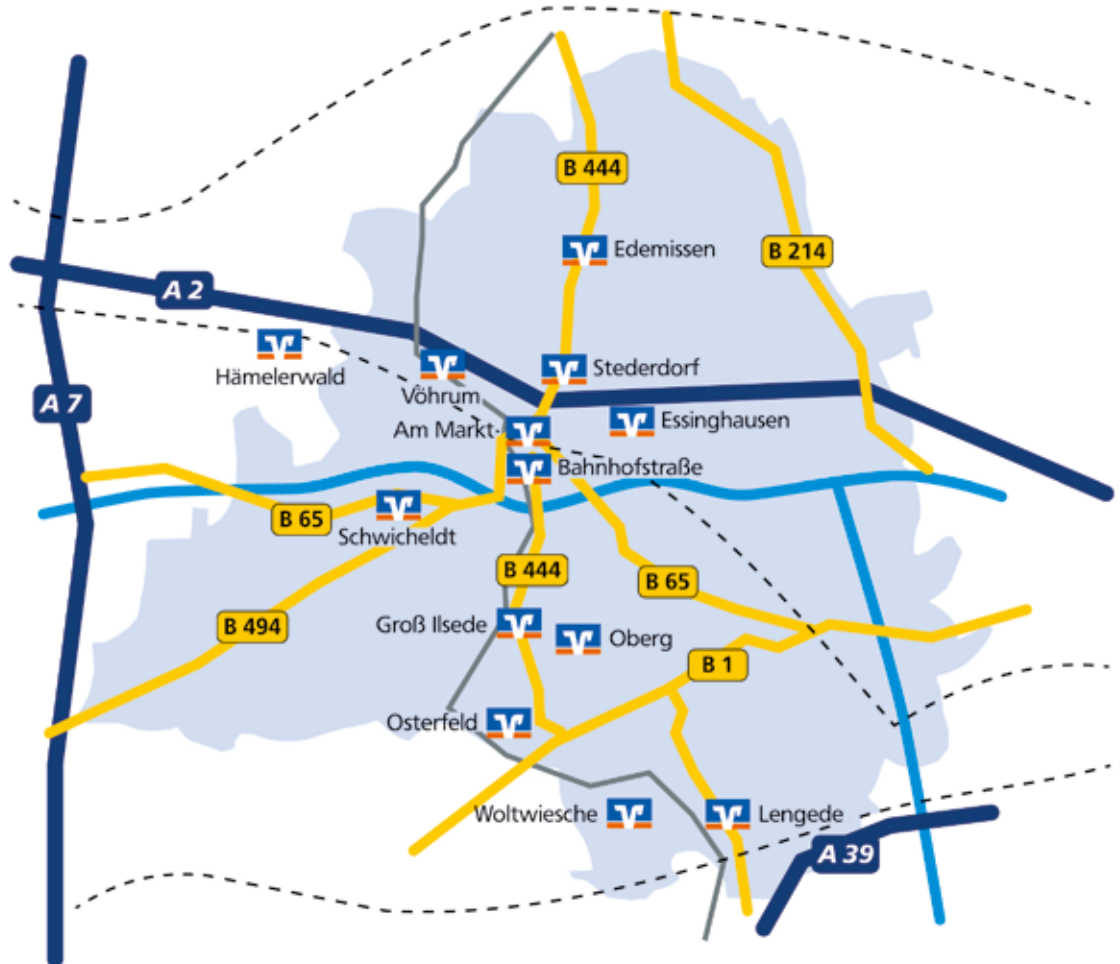 B 444
Edemissen
B 214
A 2
Hämelerwald
Vöhrum
Stederdorf
A 7
Am Markt
Essinghausen
Bahnhofstraße
B 65
Schwicheldt
B 444
B 65
B 494
Groß Ilsede
Oberg
B 1
Osterfeld
Woltwiesche
Lengede
A 39